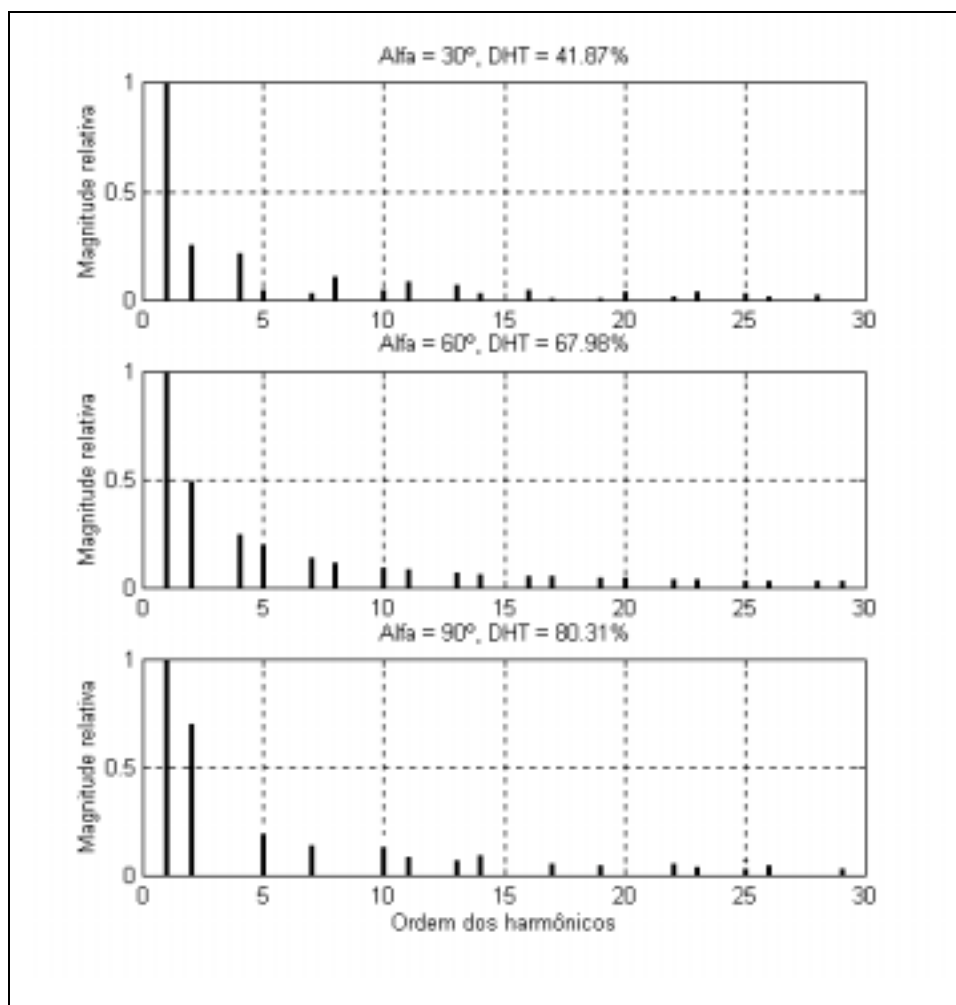 Alfa = 30º, DHT = 41.87%
Magnitude relativa
1
0.5
0
0 5 10 15 20 25 30
Alfa = 60º, DHT = 67.98%
Magnitude relativa
1
0.5
0
0 5 10 15 20 25 30
Alfa = 90º, DHT = 80.31%
Magnitude relativa
1
0.5
0
0 5 10 15 20 25 30
Ordem dos harmônicos